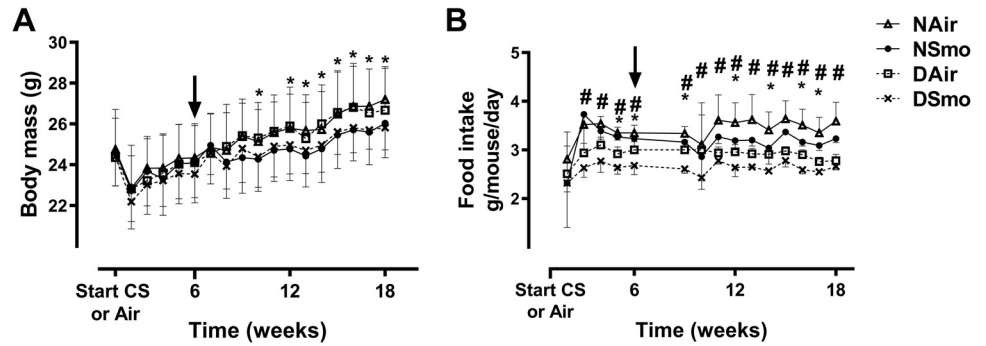 A
Body mass (g)
30
28
26
24
22
* * * * * * * *
Start CS
or Air
6
12
18
Time (weeks)
B
Food intake
g/mouse/day
5
4
3
2
# # # # # # # # # # # # # #
* * * * * * *
Start CS
or Air
6
12
18
Time (weeks)
NAir
NSmo
DAir
DSmo